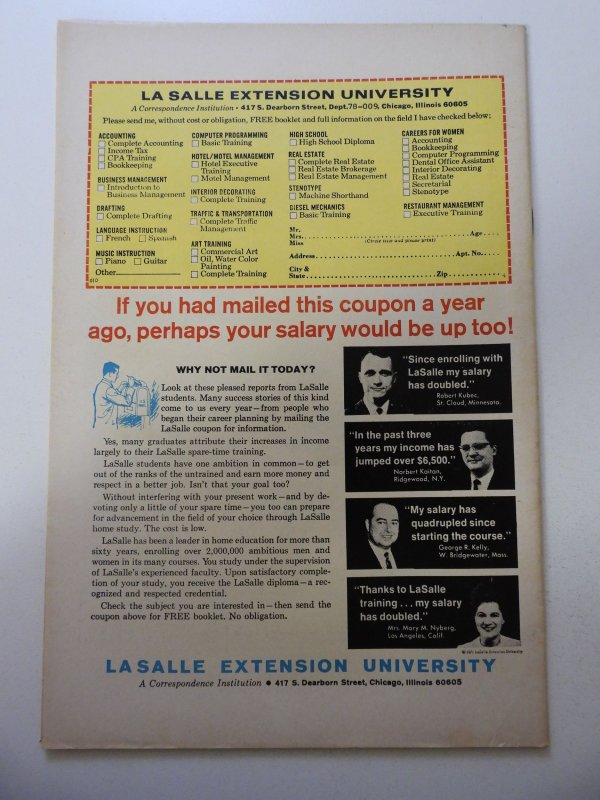 LA SALLE EXTENSION UNIVERSITY
A Correspondence Institution • 417 S. Dearborn Street, Dept. 78-009, Chicago, Illinois 60605
Please send me, without cost or obligation, FREE booklet and full information on the field I have checked below:
ACCOUNTING
Complete Accounting
Income Tax
CPA Training
Bookkeeping
BUSINESS MANAGEMENT
Introduction to
Business Management
DRAFTING
Complete Drafting
LANGUAGE INSTRUCTION
French Spanish
MUSIC INSTRUCTION
Piano Guitar
Other
COMPUTER PROGRAMMING
Basic Training
HOTEL/MOTEL MANAGEMENT
Hotel Executive
Training
Motel Management
INTERIOR DECORATING
Complete Training
TRAFFIC & TRANSPORTATION
Complete Traffic
Management
ART TRAINING
Commercial Art
Oil, Water Color
Painting
Complete Training
HIGH SCHOOL
High School Diploma
REAL ESTATE
Complete Real Estate
Real Estate Brokerage
Real Estate Management
STENOTYPE
Machine Shorthand
DIESEL MECHANICS
Basic Training
CAREERS FOR WOMEN
Accounting
Bookkeeping
Computer Programming
Dental Office Assistant
Interior Decorating
Real Estate
Secretarial
Stenotype
RESTAURANT MANAGEMENT
Executive Training
Mr.
Mrs. Age
Miss (Circle title and please print)
Address Apt. No.
City &
State Zip
610
If you had mailed this coupon a year
ago, perhaps your salary would be up too!
WHY NOT MAIL IT TODAY?
Look at these pleased reports from LaSalle
students. Many success stories of this kind
come to us every year—from people who
began their career planning by mailing the
LaSalle coupon for information.
Yes, many graduates attribute their increases in income
largely to their LaSalle spare-time training.
LaSalle students have one ambition in common—to get
out of the ranks of the untrained and earn more money and
respect in a better job. Isn't that your goal too?
Without interfering with your present work—and by de-
voting only a little of your spare time—you too can prepare
for advancement in the field of your choice through LaSalle
home study. The cost is low.
LaSalle has been a leader in home education for more than
sixty years, enrolling over 2,000,000 ambitious men and
women in its many courses. You study under the supervision
of LaSalle's experienced faculty. Upon satisfactory comple-
tion of your study, you receive the LaSalle diploma—a rec-
ognized and respected credential.
Check the subject you are interested in—then send the
coupon above for FREE booklet. No obligation.
"Since enrolling with
LaSalle my salary
has doubled."
Robert Kubec,
St. Cloud, Minnesota.
"In the past three
years my income has
jumped over $6,500."
Norbert Kaitan,
Ridgewood, N.Y.
"My salary has
quadrupled since
starting the course."
George R. Kelly,
W. Bridgewater, Mass.
"Thanks to LaSalle
training . . . my salary
has doubled."
Mrs. Mary M. Nyberg,
Los Angeles, Calif.
© 1971 LaSalle Extension University
LASALLE EXTENSION UNIVERSITY
A Correspondence Institution • 417 S. Dearborn Street, Chicago, Illinois 60605